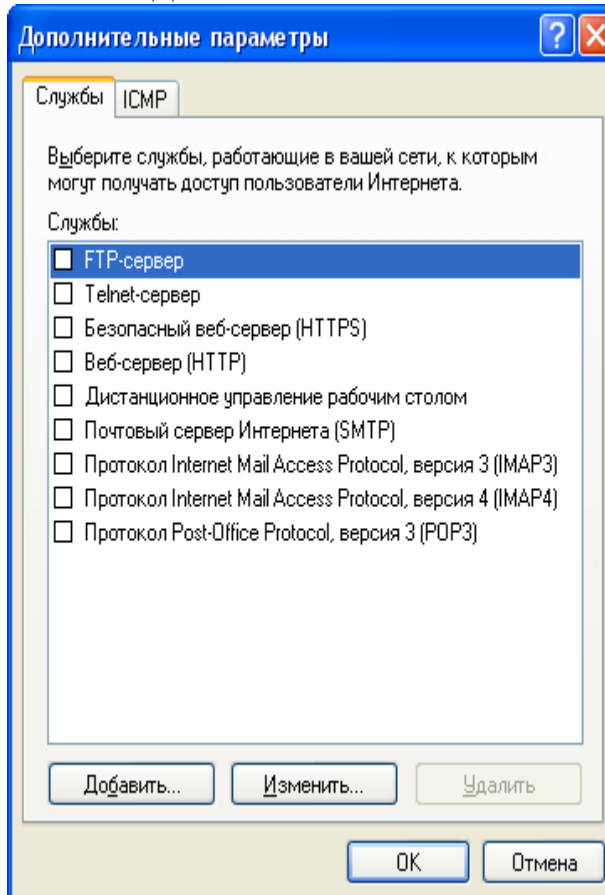 Дополнительные параметры
Службы ICMP
Выберите службы, работающие в вашей сети, к которым
могут получать доступ пользователи Интернета.
Службы:
FTP-сервер
Telnet-сервер
Безопасный веб-сервер (HTTPS)
Веб-сервер (HTTP)
Дистанционное управление рабочим столом
Почтовый сервер Интернета (SMTP)
Протокол Internet Mail Access Protocol, версия 3 (IMAP3)
Протокол Internet Mail Access Protocol, версия 4 (IMAP4)
Протокол Post-Office Protocol, версия 3 (POP3)
Добавить... Изменить... Удалить
OK Отмена